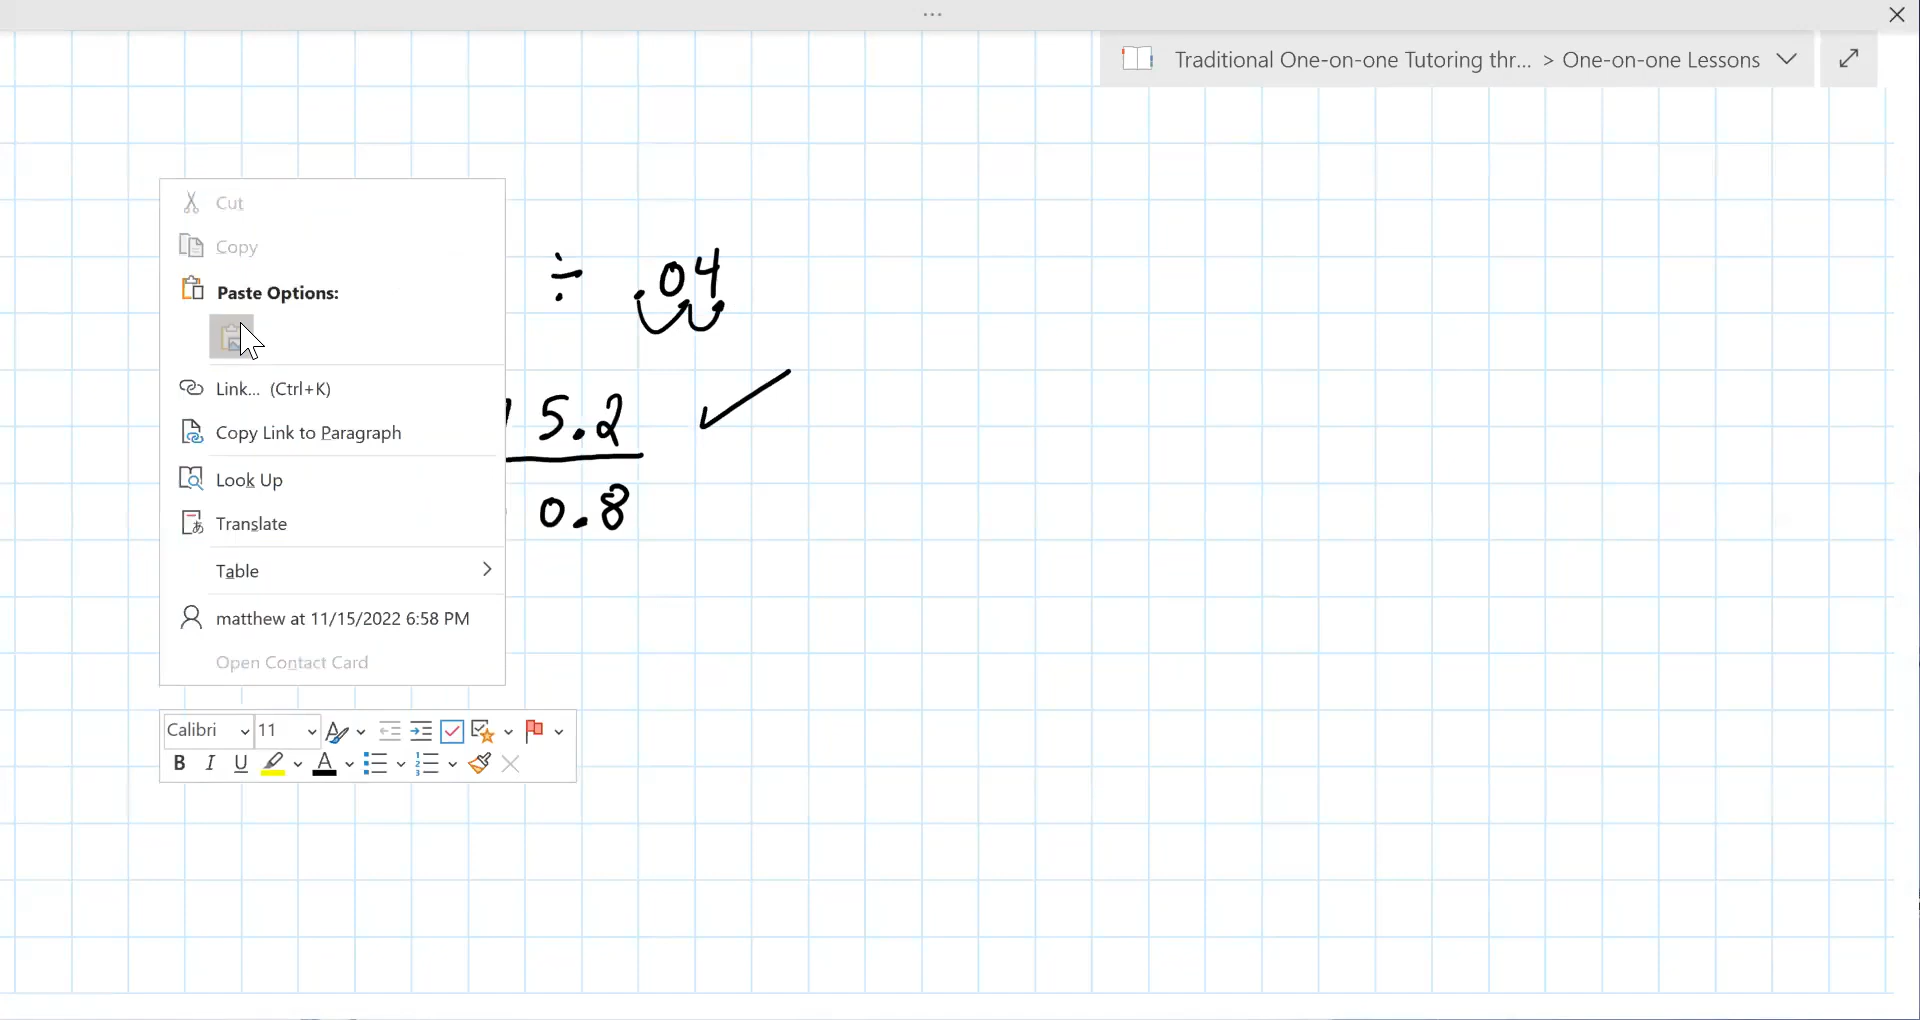 ...
Traditional One-on-one Tutoring thr... > One-on-one Lessons
Cut
Copy
÷ .04
Paste Options:
Link... (Ctrl+K)
5.2
Copy Link to Paragraph
Look Up
0.8
Translate
Table
matthew at 11/15/2022 6:58 PM
Open Contact Card
Calibri 11
B I U A